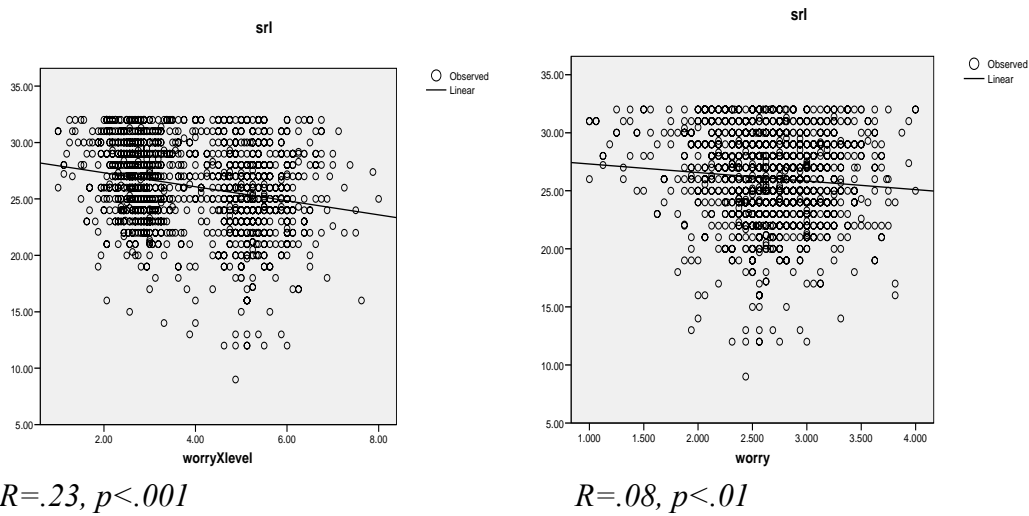 srl
35.00
30.00
25.00
20.00
15.00
10.00
5.00
2.00 4.00 6.00 8.00
worryXlevel
Observed
Linear
R=.23, p<.001
srl
35.00
30.00
25.00
20.00
15.00
10.00
5.00
1.000 1.500 2.000 2.500 3.000 3.500 4.000
worry
Observed
Linear
R=.08, p<.01